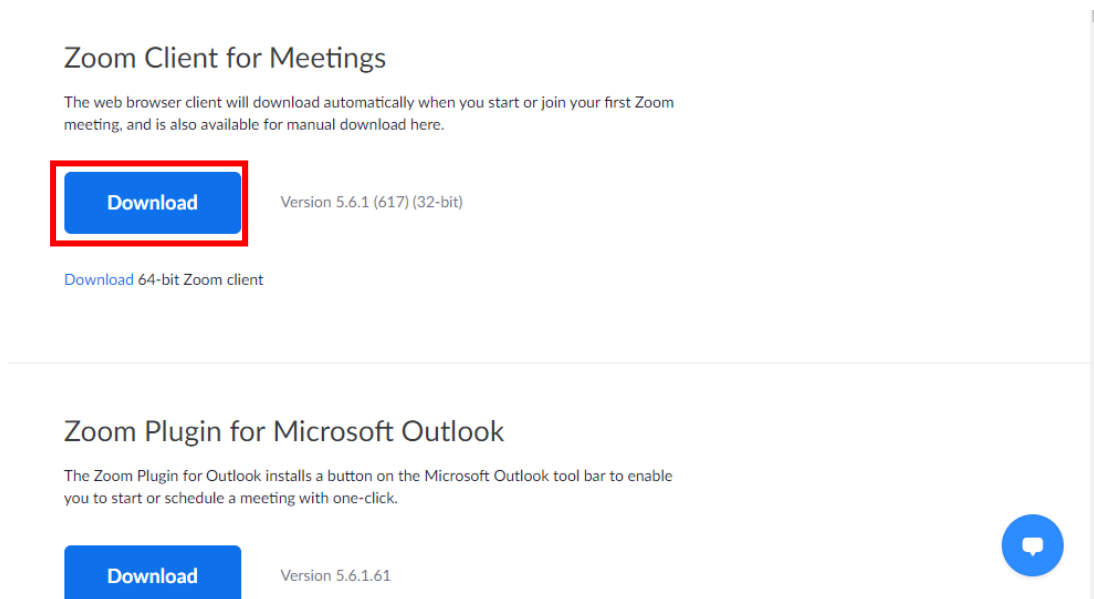 Zoom Client for Meetings
The web browser client will download automatically when you start or join your first Zoom
meeting, and is also available for manual download here.
Download
Version 5.6.1 (617) (32-bit)
Download 64-bit Zoom client
Zoom Plugin for Microsoft Outlook
The Zoom Plugin for Outlook installs a button on the Microsoft Outlook tool bar to enable
you to start or schedule a meeting with one-click.
Download
Version 5.6.1.61